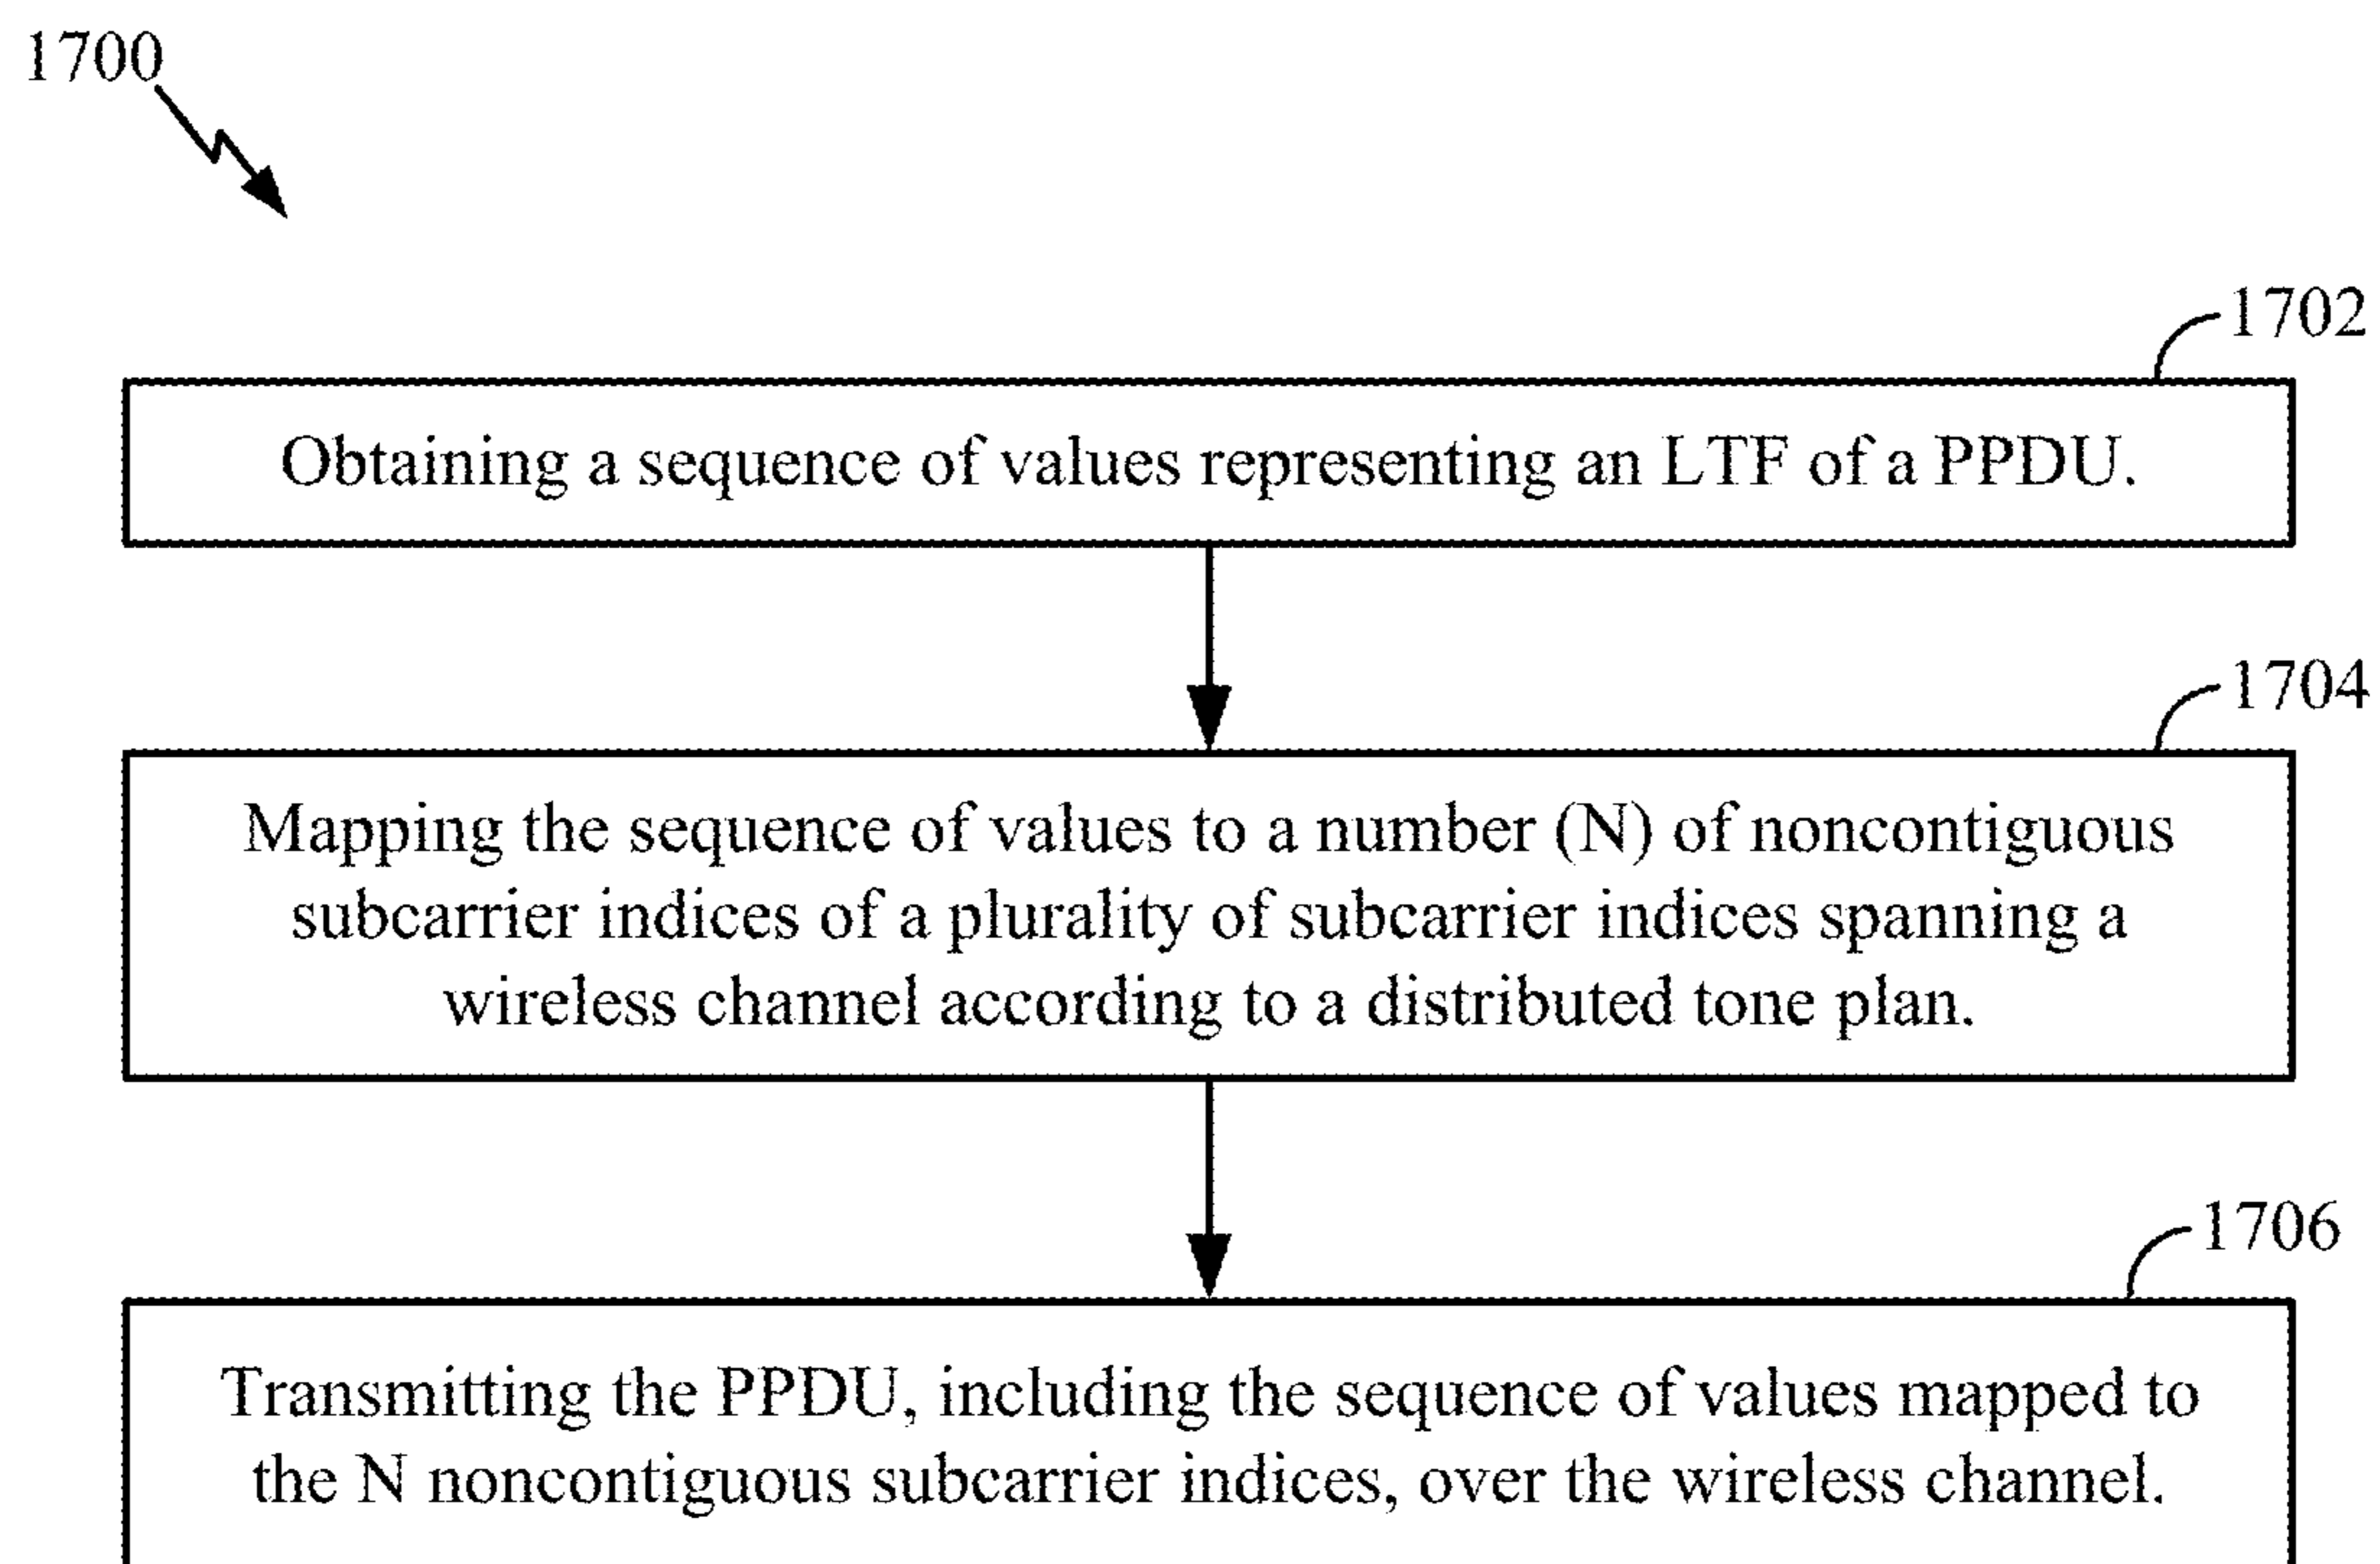 1700
1702
Obtaining a sequence of values representing an LTF of a PPDU.
1704
Mapping the sequence of values to a number (N) of noncontiguous
subcarrier indices of a plurality of subcarrier indices spanning a
wireless channel according to a distributed tone plan.
1706
Transmitting the PPDU, including the sequence of values mapped to
the N noncontiguous subcarrier indices, over the wireless channel.